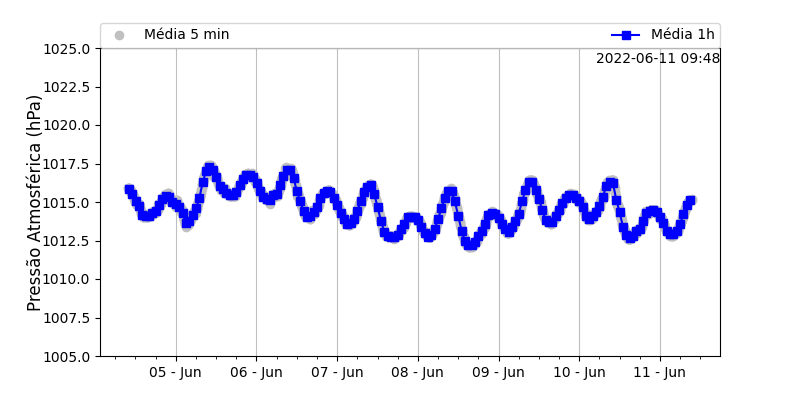 Média 5 min
Média 1h
2022-06-11 09:48
Pressão Atmosférica (hPa)
1025.0
1022.5
1020.0
1017.5
1015.0
1012.5
1010.0
1007.5
1005.0
05 - Jun
06 - Jun
07 - Jun
08 - Jun
09 - Jun
10 - Jun
11 - Jun